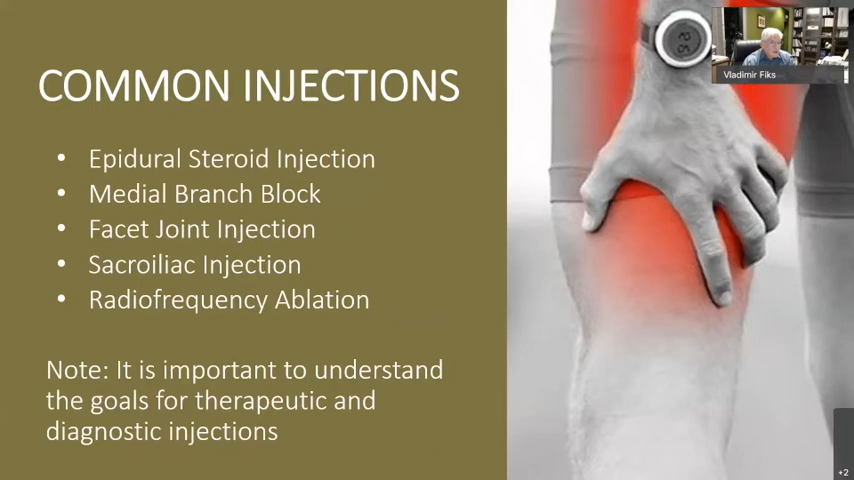 COMMON INJECTIONS
• Epidural Steroid Injection
• Medial Branch Block
• Facet Joint Injection
• Sacroiliac Injection
• Radiofrequency Ablation
Note: It is important to understand
the goals for therapeutic and
diagnostic injections
Vladimir Fiks
+2